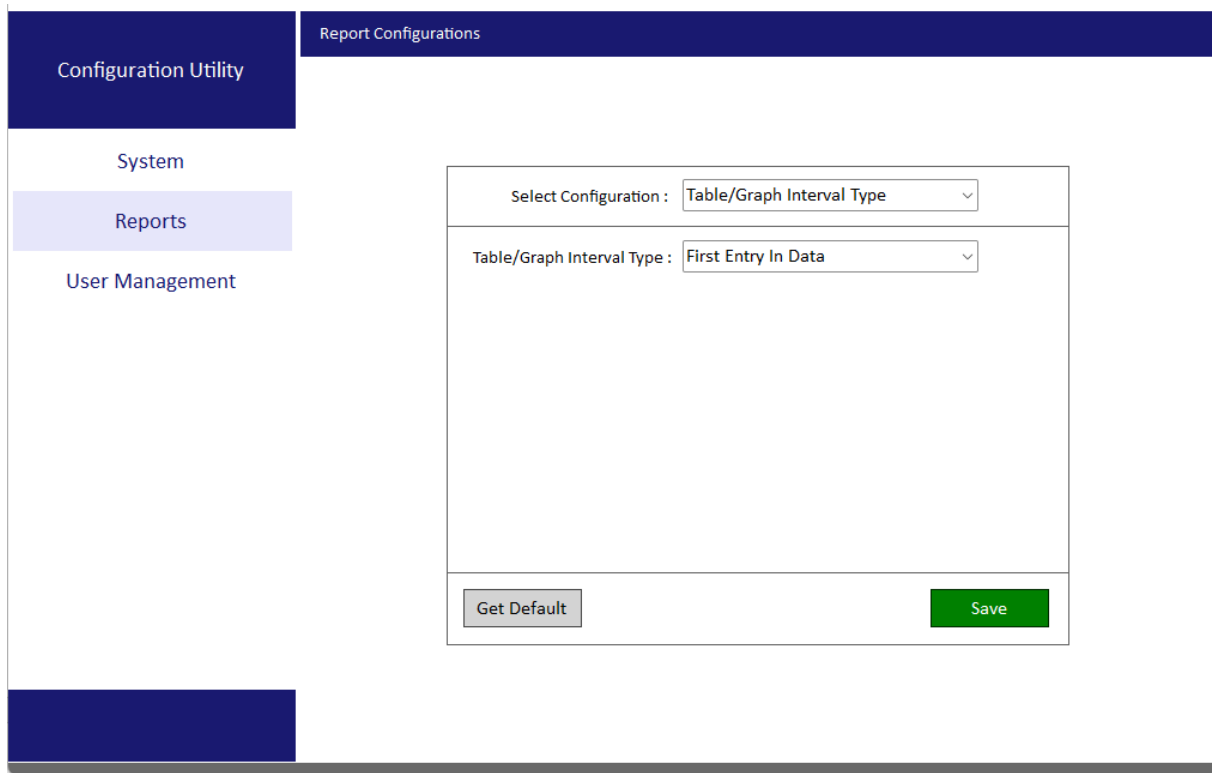 Configuration Utility
Report Configurations
System
Reports
User Management
Select Configuration : Table/Graph Interval Type
Table/Graph Interval Type : First Entry In Data
Get Default
Save